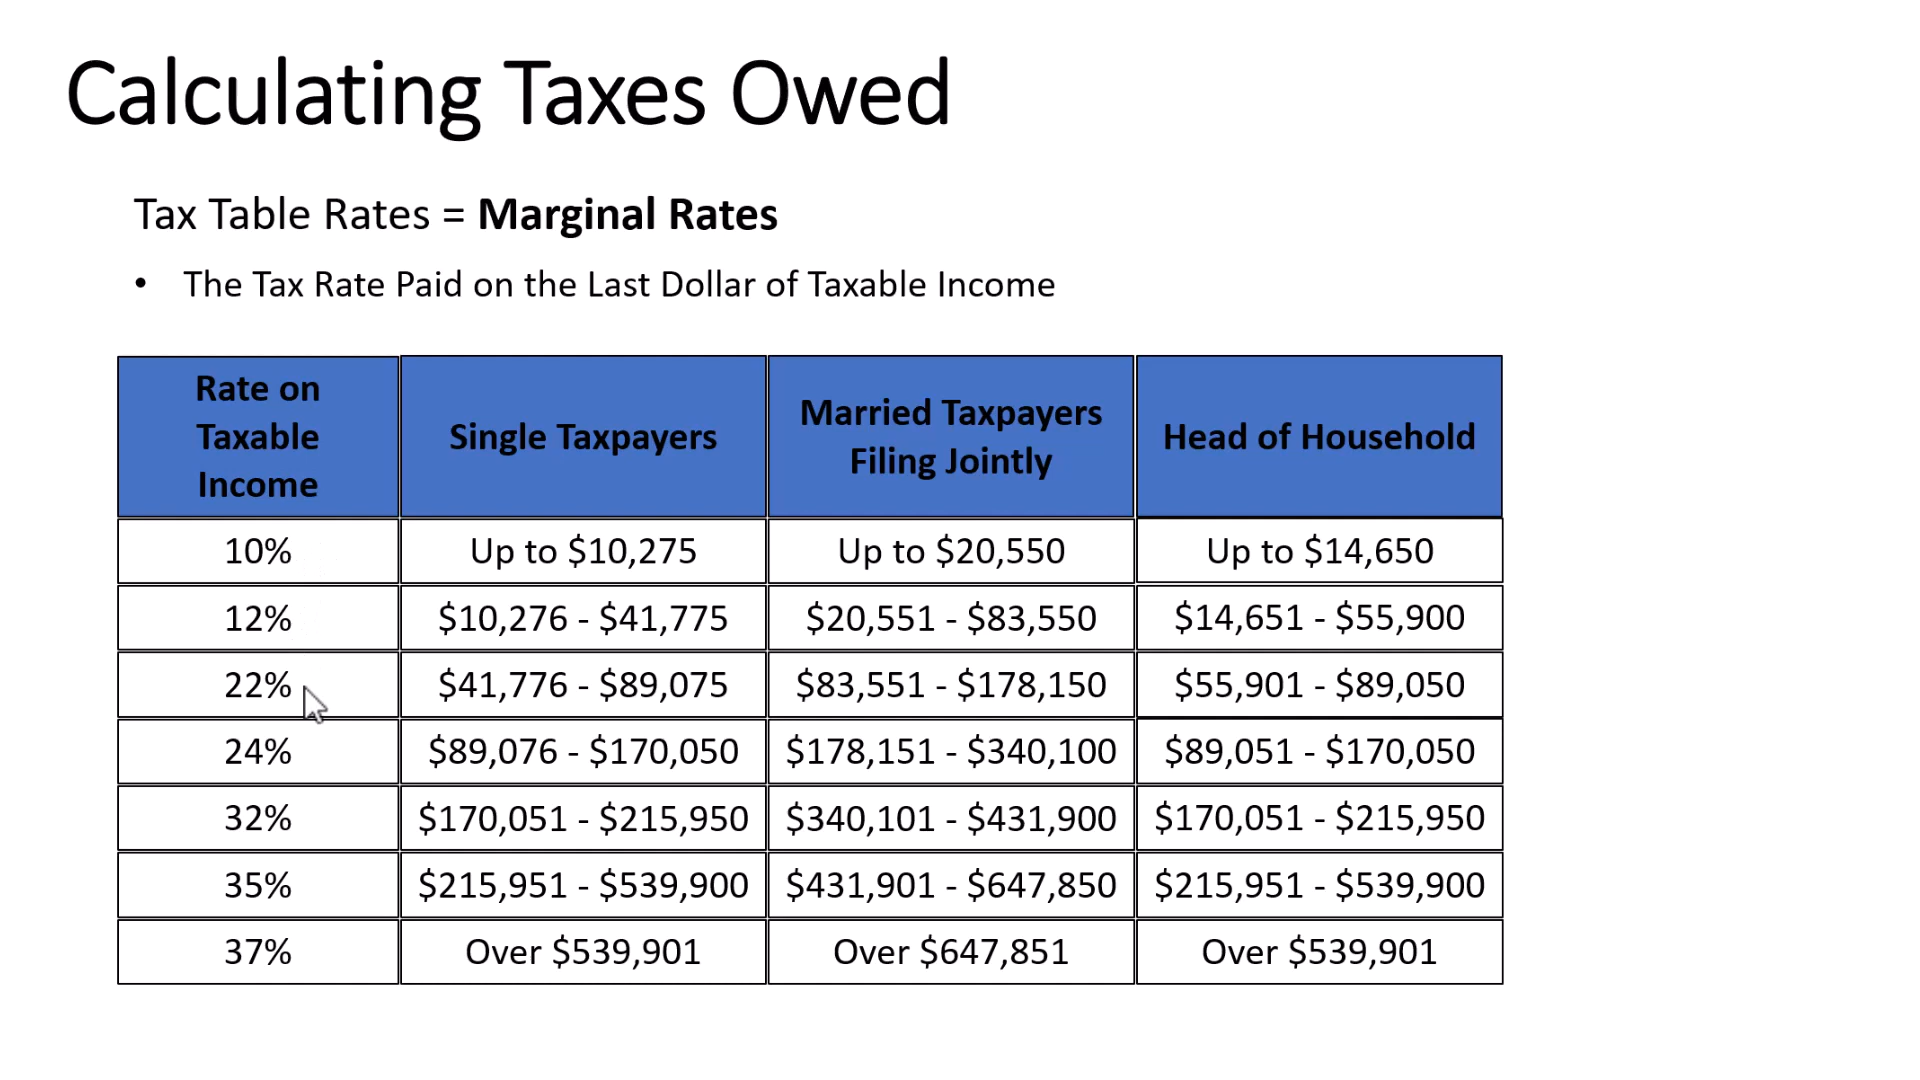 Calculating Taxes Owed
Tax Table Rates = Marginal Rates
• The Tax Rate Paid on the Last Dollar of Taxable Income
Rate on
Taxable
Income
Single Taxpayers
Married Taxpayers
Filing Jointly
Head of Household
10% Up to $10,275 Up to $20,550 Up to $14,650
12% $10,276 - $41,775 $20,551 - $83,550 $14,651 - $55,900
22% $41,776 - $89,075 $83,551 - $178,150 $55,901 - $89,050
24% $89,076 - $170,050 $178,151 - $340,100 $89,051 - $170,050
32% $170,051 - $215,950 $340,101 - $431,900 $170,051 - $215,950
35% $215,951 - $539,900 $431,901 - $647,850 $215,951 - $539,900
37% Over $539,901 Over $647,851 Over $539,901